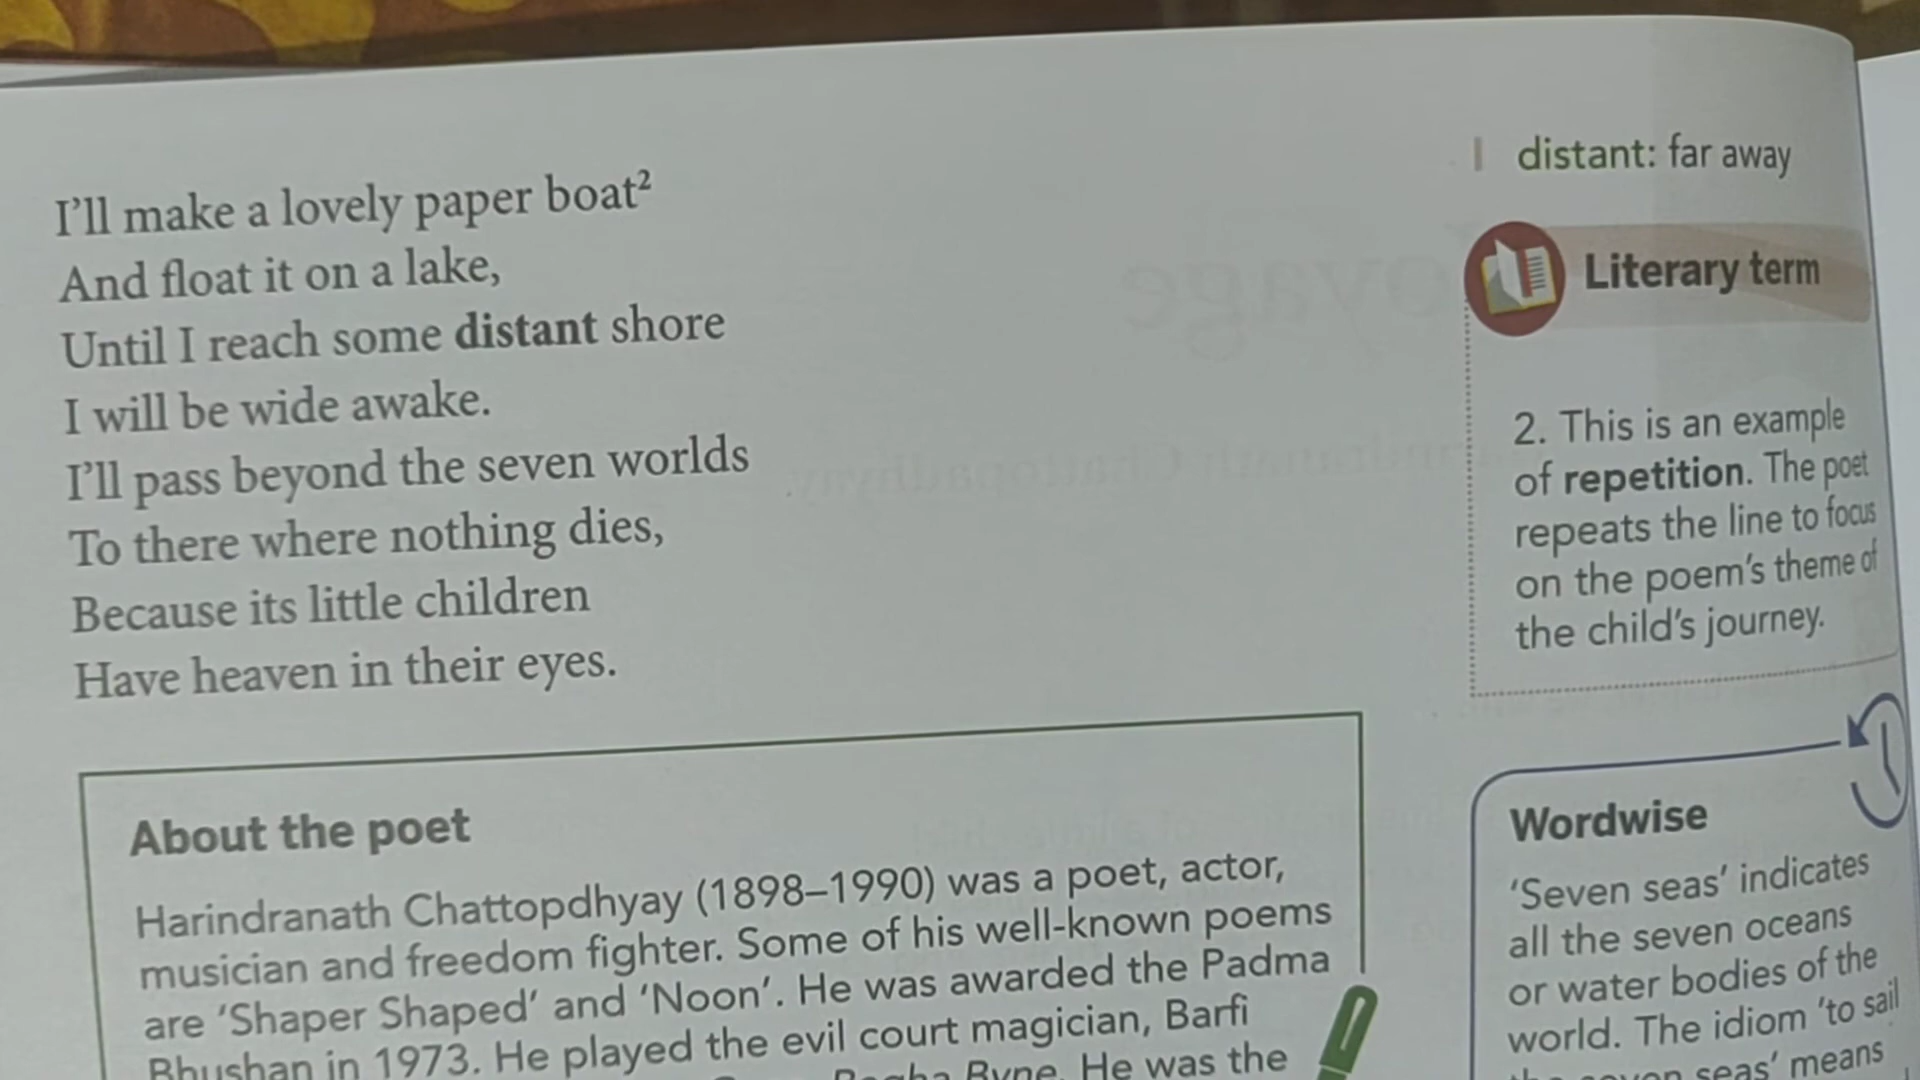 I'll make a lovely paper boat²
And float it on a lake,
Until I reach some distant shore
I will be wide awake.
I'll pass beyond the seven worlds
To there where nothing dies,
Because its little children
Have heaven in their eyes.
distant: far away
Literary term
2. This is an example
of repetition. The poet
repeats the line to focus
on the poem's theme of
the child's journey.
About the poet
Harindranath Chattopdhyay (1898–1990) was a poet, actor,
musician and freedom fighter. Some of his well-known poems
are 'Shaper Shaped' and 'Noon'. He was awarded the Padma
Bhushan in 1973. He played the evil court magician, Barfi
Byne. He was the
Wordwise
'Seven seas' indicates
all the seven oceans
or water bodies of the
world. The idiom 'to sail
seas' means